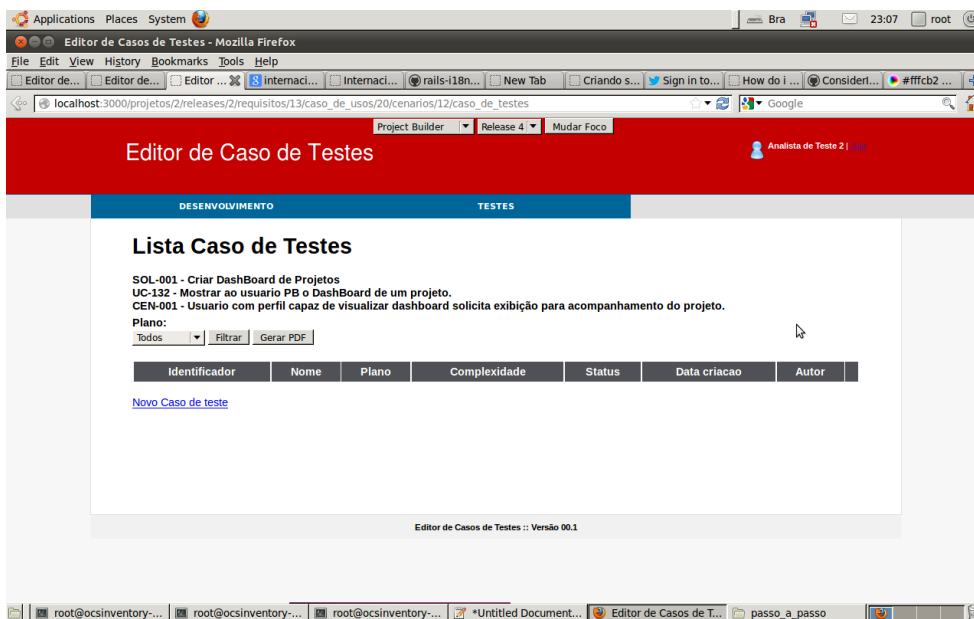 Applications Places System Bra 23:07 root
Editor de Casos de Testes - Mozilla Firefox
File Edit View History Bookmarks Tools Help
Editor de... Editor de... Editor ... internaci... Internaci... rails-i18n... New Tab Criando s... Sign in to... How do i ... Considerl... #fffcb2 ...
localhost:3000/projetos/2/releases/2/requisitos/13/caso_de_usos/20/cenarios/12/caso_de_testes Google
Project Builder Release 4 Mudar Foco
Editor de Caso de Testes
Analista de Teste 2 |
DESENVOLVIMENTO TESTES
Lista Caso de Testes
SOL-001 - Criar DashBoard de Projetos
UC-132 - Mostrar ao usuario PB o DashBoard de um projeto.
CEN-001 - Usuario com perfil capaz de visualizar dashboard solicita exibição para acompanhamento do projeto.
Plano:
Todos Filtrar Gerar PDF
Identificador Nome Plano Complexidade Status Data criacao Autor
Novo Caso de teste
Editor de Casos de Testes :: Versão 00.1
root@ocsinventory-... root@ocsinventory-... root@ocsinventory-... *Untitled Document... Editor de Casos de T... passo_a_passo